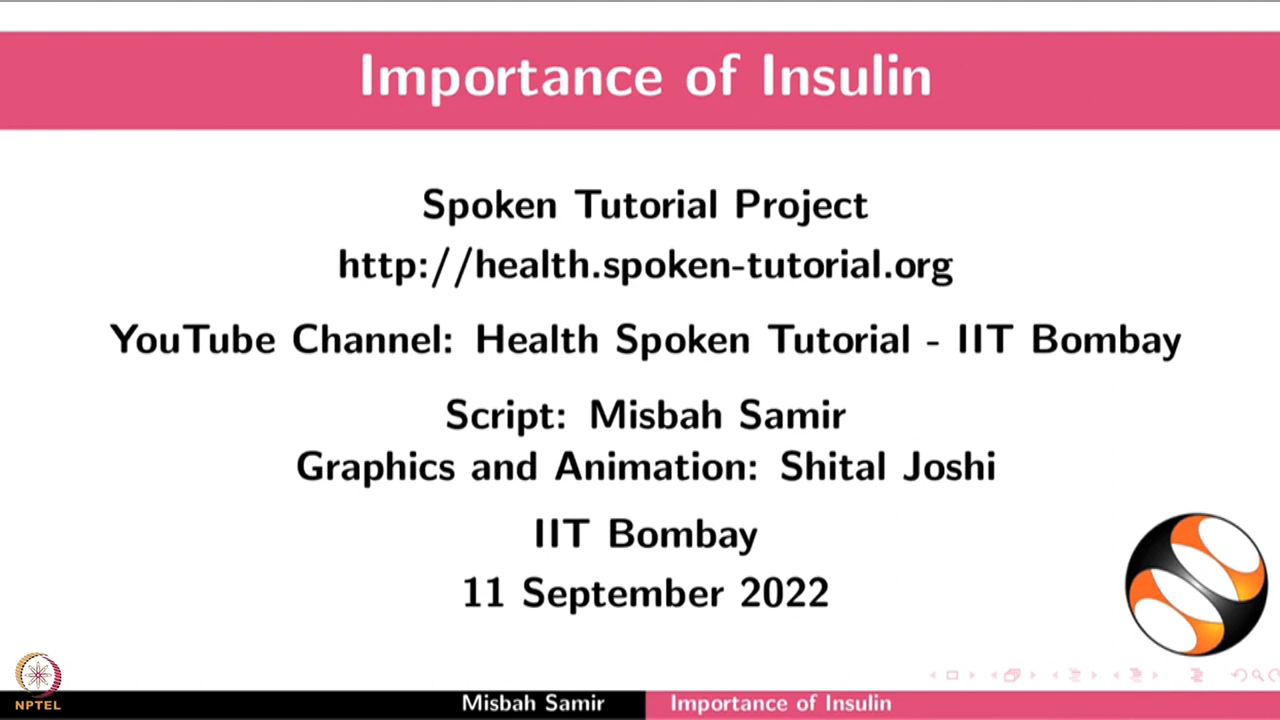 Importance of Insulin
Spoken Tutorial Project
http://health.spoken-tutorial.org
YouTube Channel: Health Spoken Tutorial - IIT Bombay
Script: Misbah Samir
Graphics and Animation: Shital Joshi
IIT Bombay
11 September 2022
NPTEL
Misbah Samir
Importance of Insulin